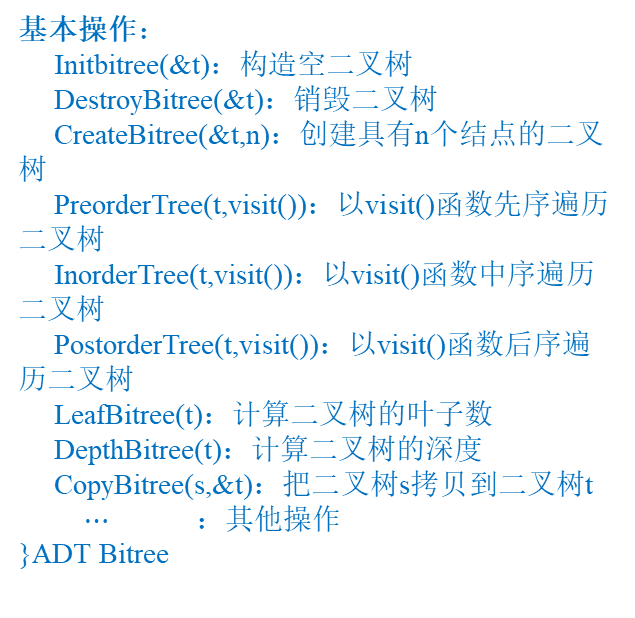 基本操作：
Initbitree(&t)：构造空二叉树
DestroyBitree(&t)：销毁二叉树
CreateBitree(&t,n)：创建具有n个结点的二叉
树
PreorderTree(t,visit())：以visit()函数先序遍历
二叉树
InorderTree(t,visit())：以visit()函数中序遍历
二叉树
PostorderTree(t,visit())：以visit()函数后序遍
历二叉树
LeafBitree(t)：计算二叉树的叶子数
DepthBitree(t)：计算二叉树的深度
CopyBitree(s,&t)：把二叉树s拷贝到二叉树t
… ：其他操作
}ADT Bitree